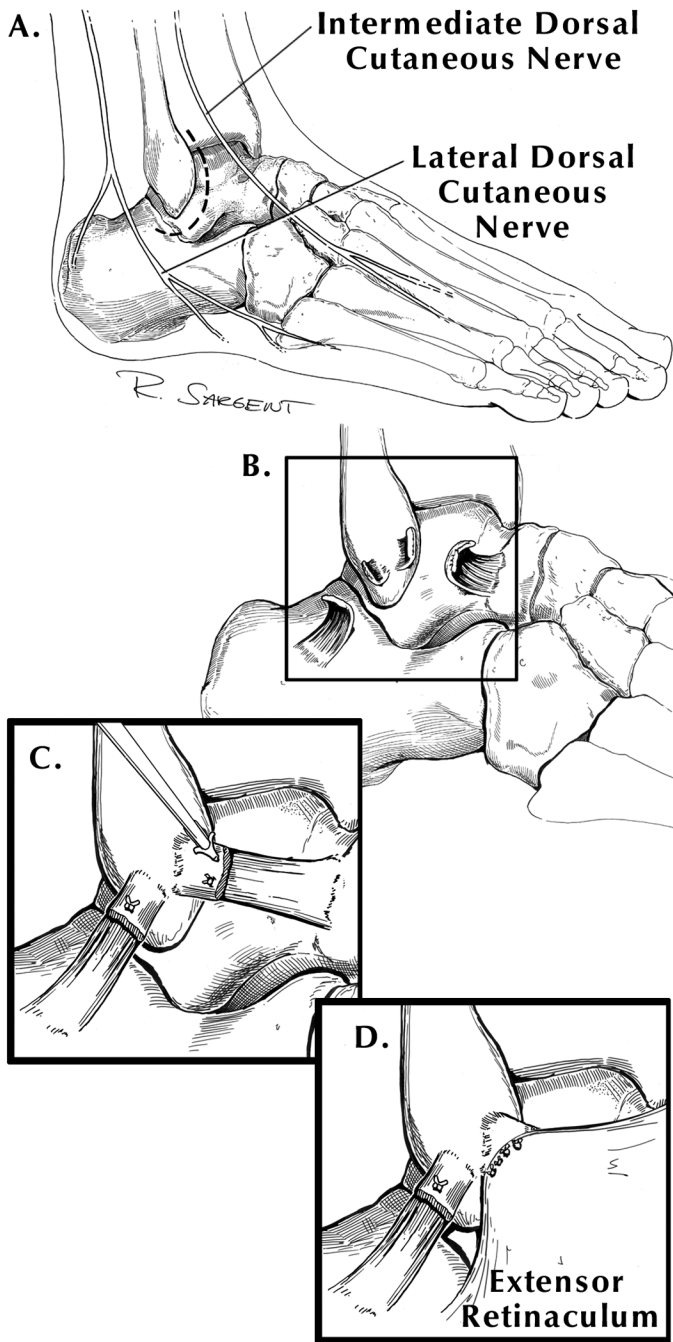 A.
Intermediate Dorsal
Cutaneous Nerve
Lateral Dorsal
Cutaneous
Nerve
R. SARGENT
B.
C.
D.
Extensor
Retinaculum